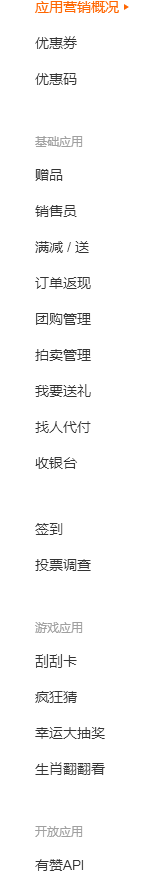 应用营销概况
优惠券
优惠码
基础应用
赠品
销售员
满减 / 送
订单返现
团购管理
拍卖管理
我要送礼
找人代付
收银台
签到
投票调查
游戏应用
刮刮卡
疯狂猜
幸运大抽奖
生肖翻翻看
开放应用
有赞API